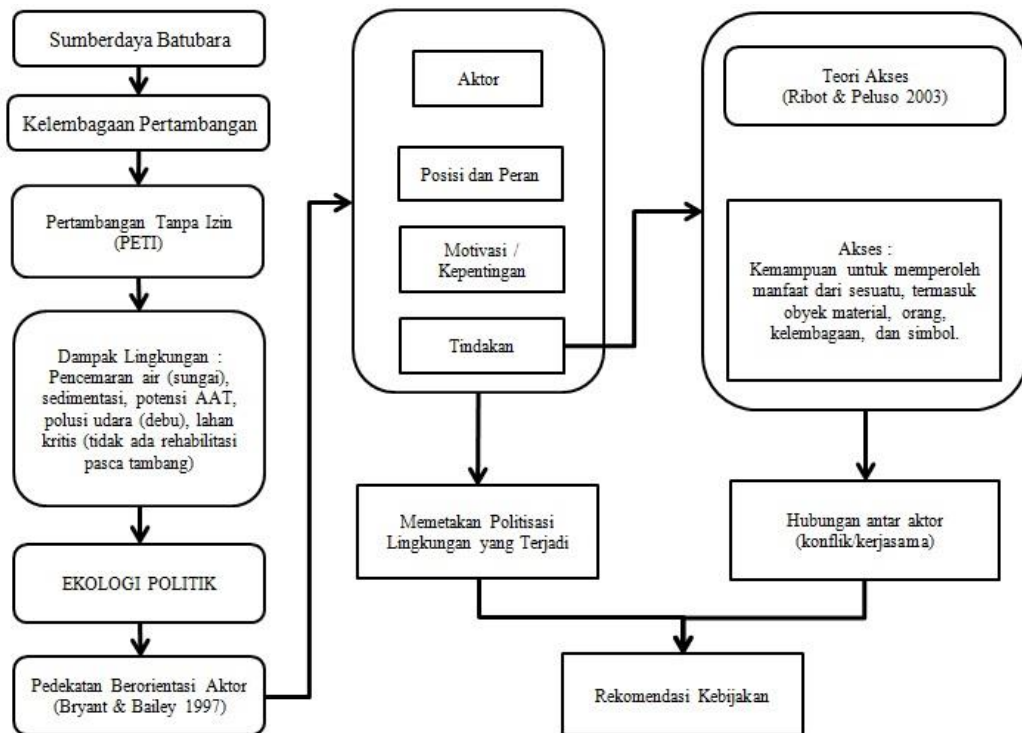 Sumberdaya Batubara
Kelembagaan Pertambangan
Pertambangan Tanpa Izin
(PETI)
Dampak Lingkungan :
Pencemaran air (sungai),
sedimentasi, potensi AAT,
polusi udara (debu), lahan
kritis (tidak ada rehabilitasi
pasca tambang)
EKOLOGI POLITIK
Pedekatan Berorientasi Aktor
(Bryant & Bailey 1997)
Aktor
Posisi dan Peran
Motivasi /
Kepentingan
Tindakan
Memetakan Politisasi
Lingkungan yang Terjadi
Teori Akses
(Ribot & Peluso 2003)
Akses :
Kemampuan untuk memperoleh
manfaat dari sesuatu, termasuk
obyek material, orang,
kelembagaan, dan simbol.
Hubungan antar aktor
(konflik/kerjasama)
Rekomendasi Kebijakan